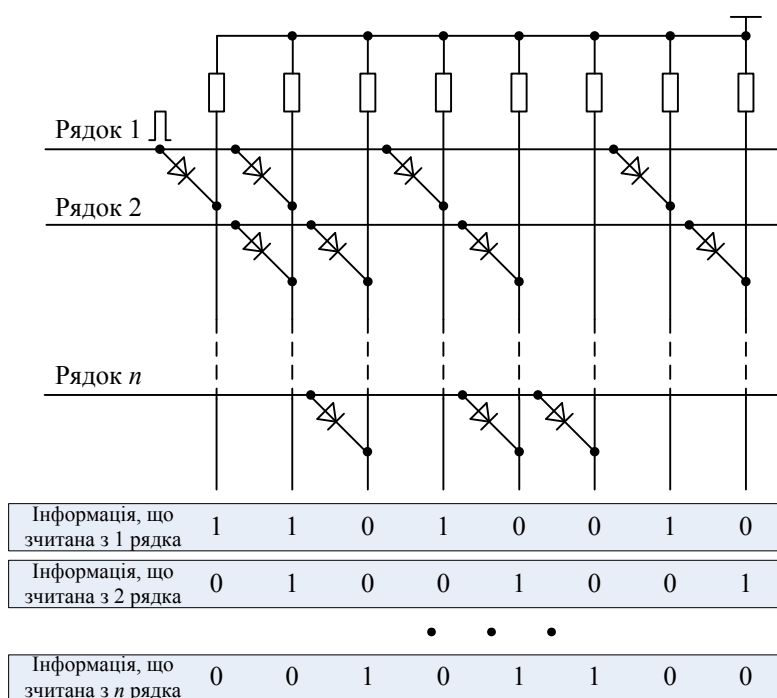 Рядок 1
Рядок 2
Рядок n
Інформація, що
зчитана з 1 рядка
1 1 0 1 0 0 1 0
Інформація, що
зчитана з 2 рядка
0 1 0 0 1 0 0 1
• • •
Інформація, що
зчитана з n рядка
0 0 1 0 1 1 0 0